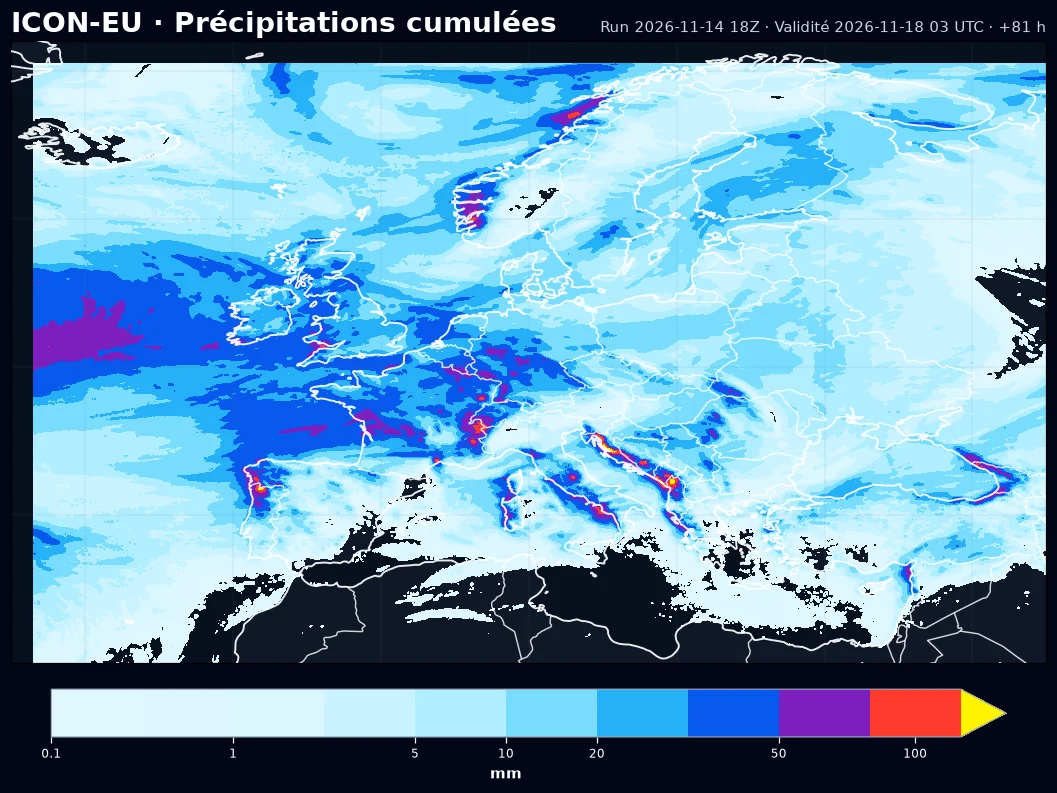 ICON-EU · Précipitations cumulées
Run 2026-11-14 18Z · Validité 2026-11-18 03 UTC · +81 h
0.1 1 5 10 20 50 100
mm